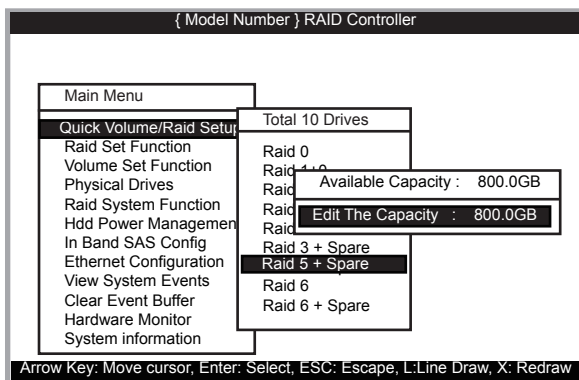 { Model Number } RAID Controller
Main Menu
Quick Volume/Raid Setup
Raid Set Function
Volume Set Function
Physical Drives
Raid System Function
Hdd Power Managemen
In Band SAS Config
Ethernet Configuration
View System Events
Clear Event Buffer
Hardware Monitor
System information
Total 10 Drives
Raid 0
Raid
Raid
Raid
Raid
Raid 3 + Spare
Raid 5 + Spare
Raid 6
Raid 6 + Spare
Available Capacity : 800.0GB
Edit The Capacity : 800.0GB
Arrow Key: Move cursor, Enter: Select, ESC: Escape, L:Line Draw, X: Redraw